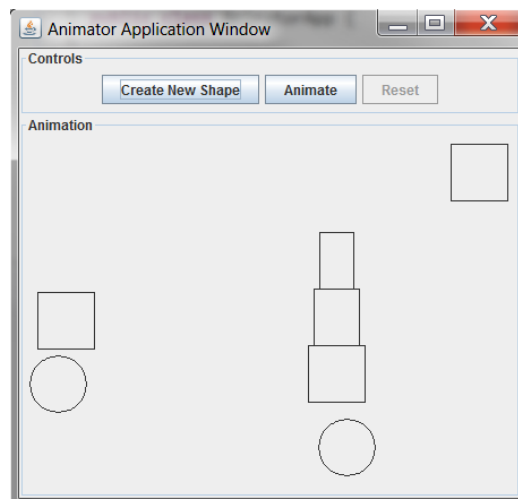 Animator Application Window
Controls
Create New Shape Animate Reset
Animation